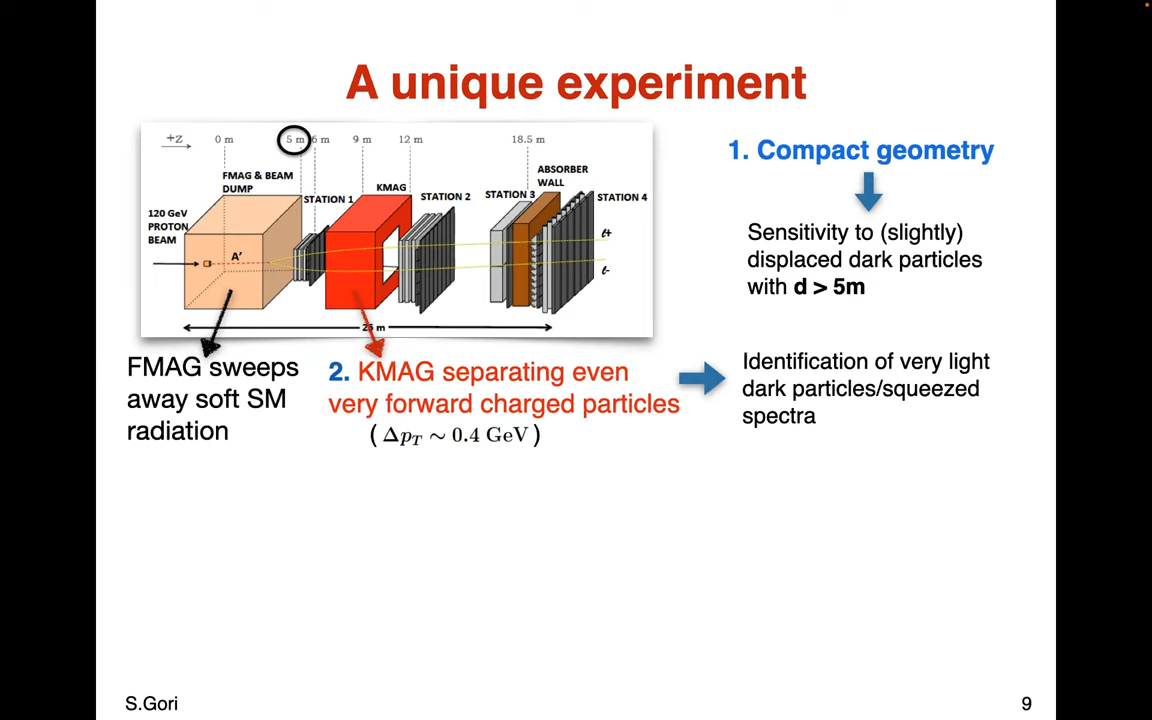 A unique experiment
+Z 0 m 5 m 6 m 9 m 12 m 18.5 m
FMAG & BEAM
DUMP
STATION 1
KMAG
STATION 2
STATION 3
ABSORBER
WALL
STATION 4
120 GeV
PROTON
BEAM
A'
ℓ+
ℓ-
25 m
1. Compact geometry
Sensitivity to (slightly)
displaced dark particles
with d > 5m
FMAG sweeps
away soft SM
radiation
2. KMAG separating even
very forward charged particles
( Δp_T ~ 0.4 GeV )
Identification of very light
dark particles/squeezed
spectra
S.Gori
9